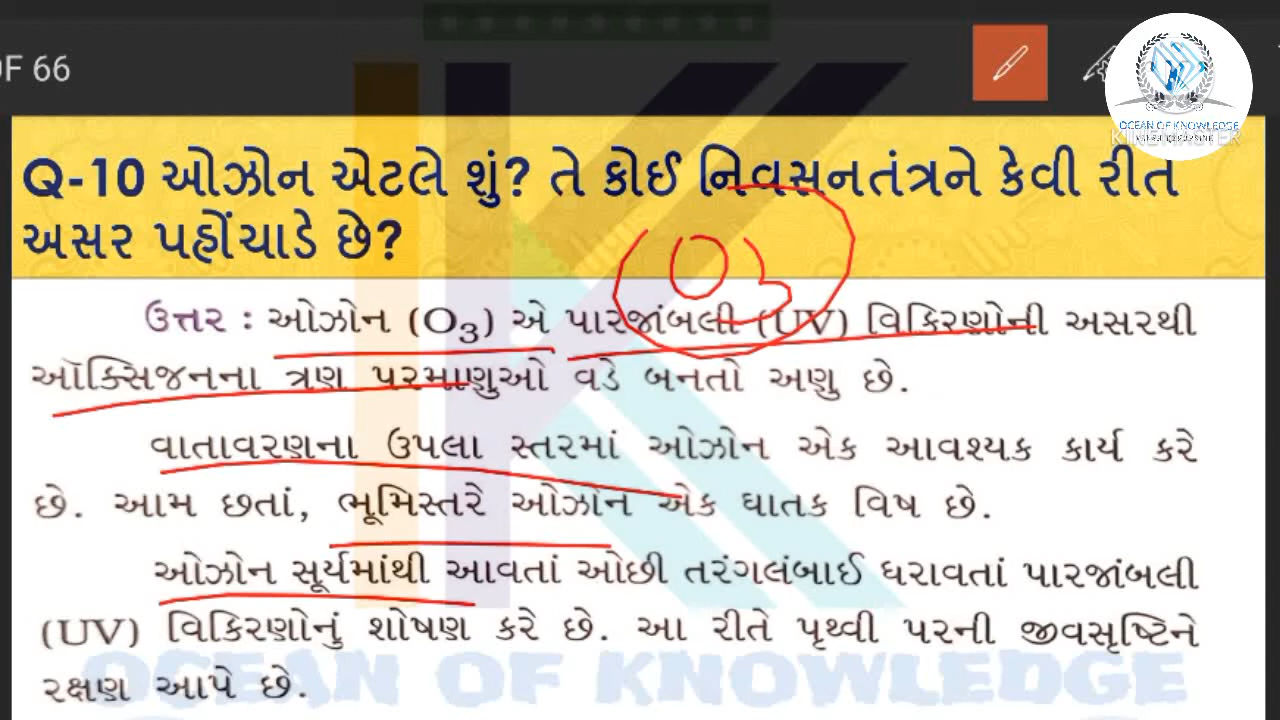 OF 66
OCEAN OF KNOWLEDGE
KINEMASTER
Q-10 ઓઝોન એટલે શું? તે કોઈ નિવસનતંત્રને કેવી રીત
અસર પહોંચાડે છે?
O3
ઉત્તર : ઓઝોન (O3) એ પારજાંબલી (UV) વિકિરણોની અસરથી
ઑક્સિજનના ત્રણ પરમાણુઓ વડે બનતો અણુ છે.
વાતાવરણના ઉપલા સ્તરમાં ઓઝોન એક આવશ્યક કાર્ય કરે
છે. આમ છતાં, ભૂમિસ્તરે ઓઝોન એક ઘાતક વિષ છે.
ઓઝોન સૂર્યમાંથી આવતાં ઓછી તરંગલંબાઈ ધરાવતાં પારજાંબલી
(UV) વિકિરણોનું શોષણ કરે છે. આ રીતે પૃથ્વી પરની જીવસૃષ્ટિને
રક્ષણ આપે છે.
OCEAN OF KNOWLEDGE